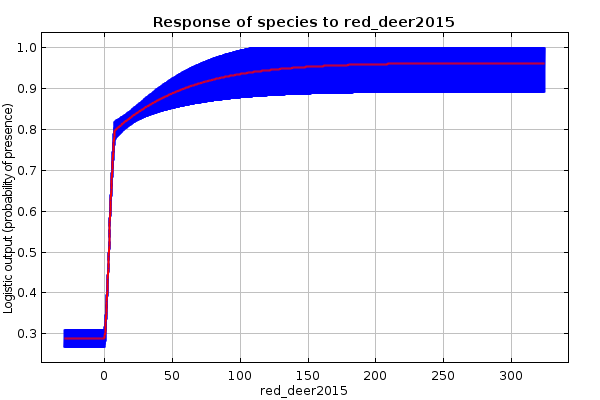 Response of species to red_deer2015
Logistic output (probability of presence)
1.0
0.9
0.8
0.7
0.6
0.5
0.4
0.3
0 50 100 150 200 250 300
red_deer2015